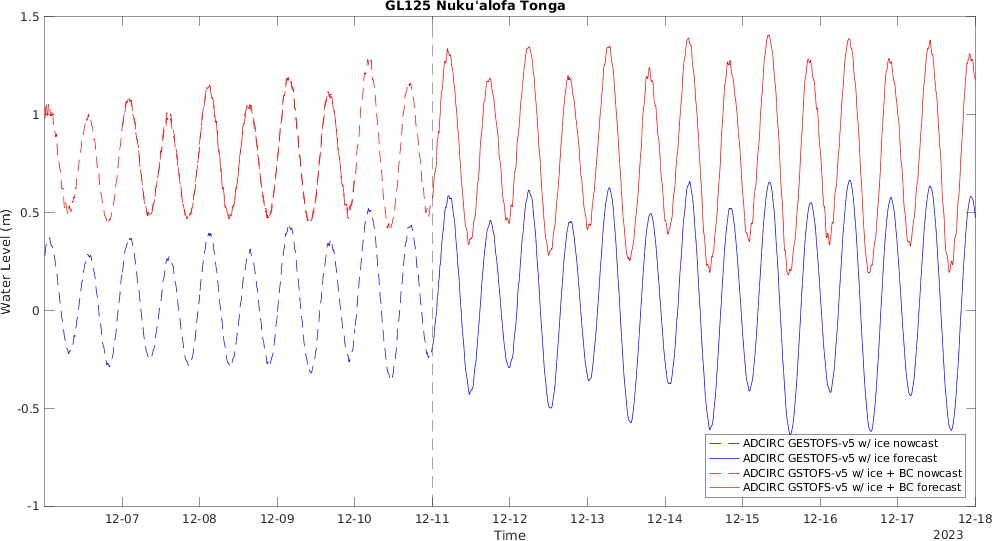 GL125 Nuku'alofa Tonga
1.5
1
0.5
0
-0.5
-1
Water Level (m)
12-07 12-08 12-09 12-10 12-11 12-12 12-13 12-14 12-15 12-16 12-17 12-18
Time
2023
ADCIRC GESTOFS-v5 w/ ice nowcast
ADCIRC GESTOFS-v5 w/ ice forecast
ADCIRC GSTOFS-v5 w/ ice + BC nowcast
ADCIRC GSTOFS-v5 w/ ice + BC forecast